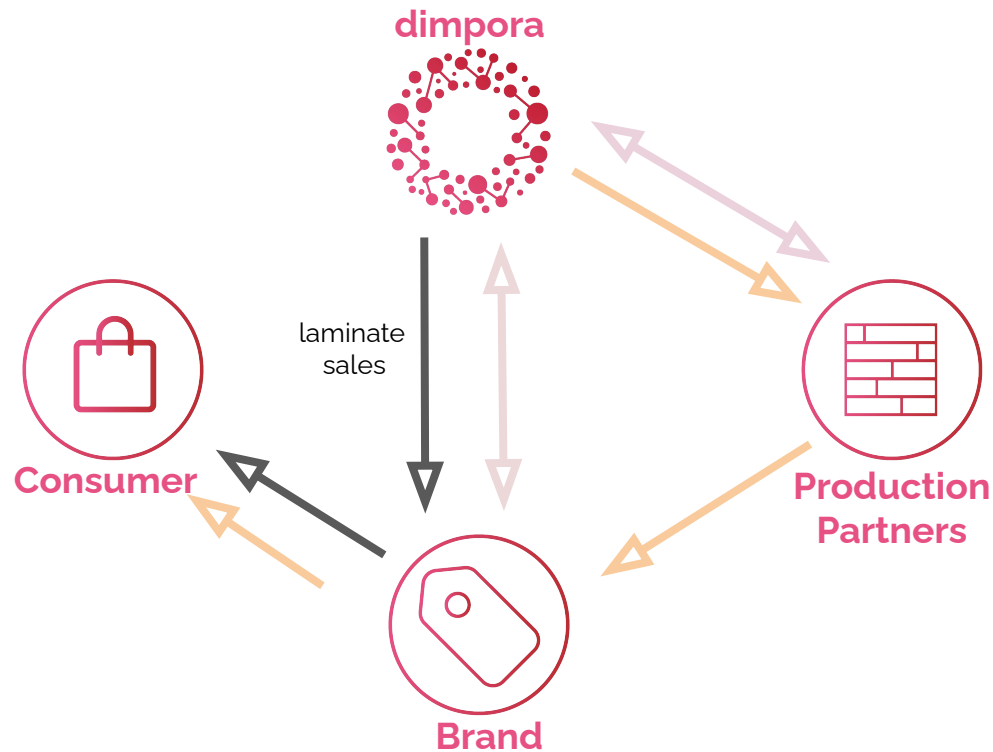 dimpora
laminate
sales
Consumer
Production
Partners
Brand